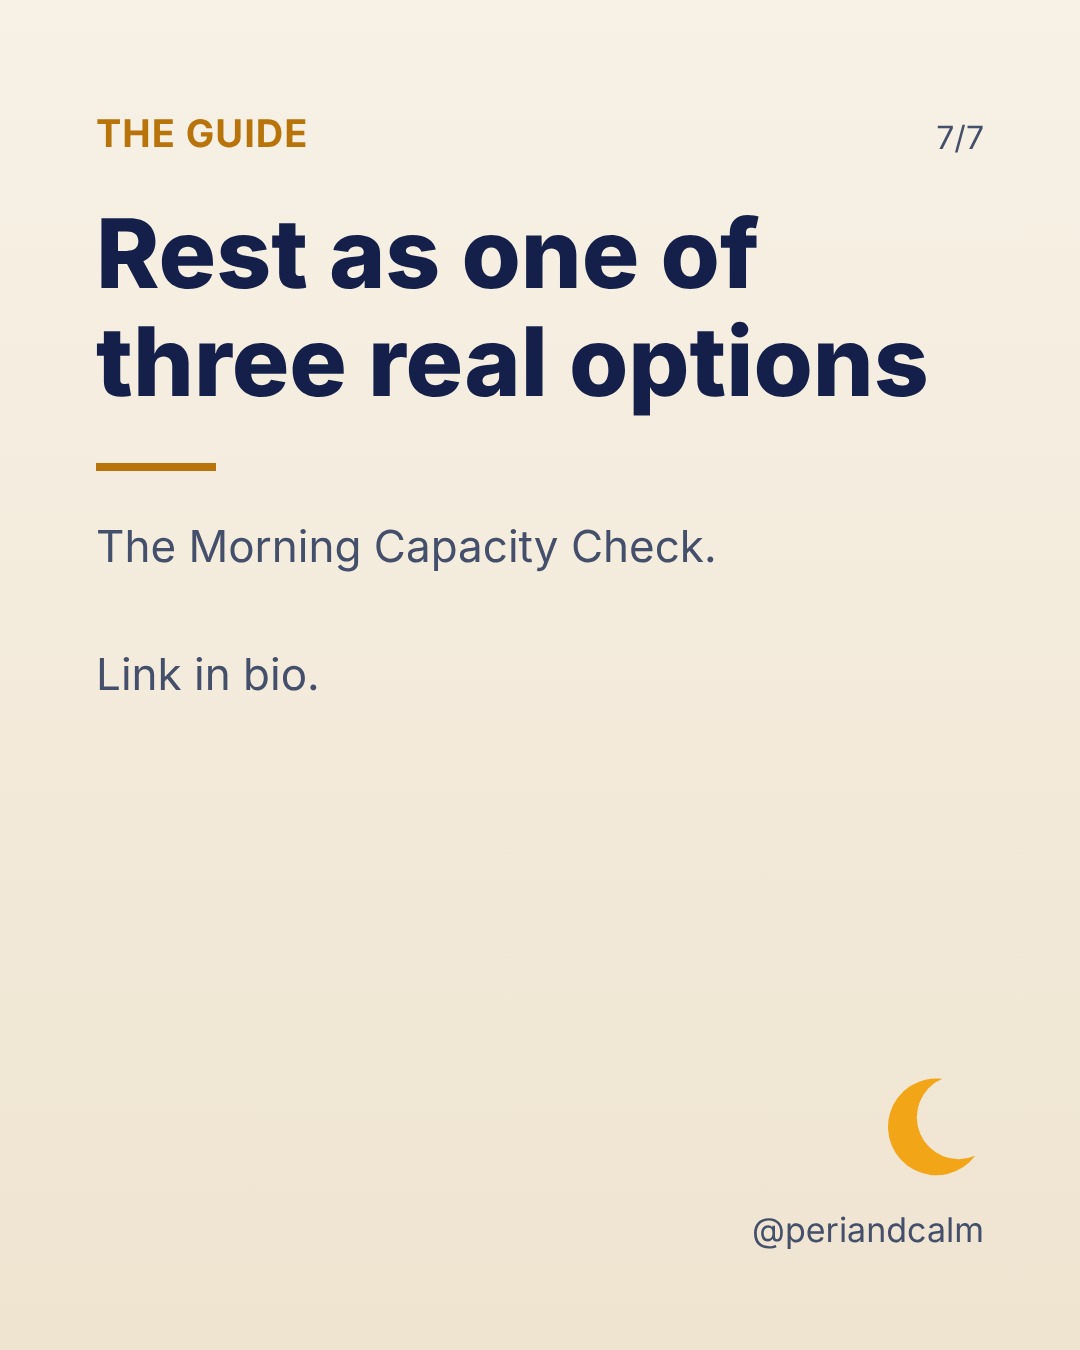 THE GUIDE
7/7
Rest as one of
three real options
The Morning Capacity Check.
Link in bio.
@periandcalm